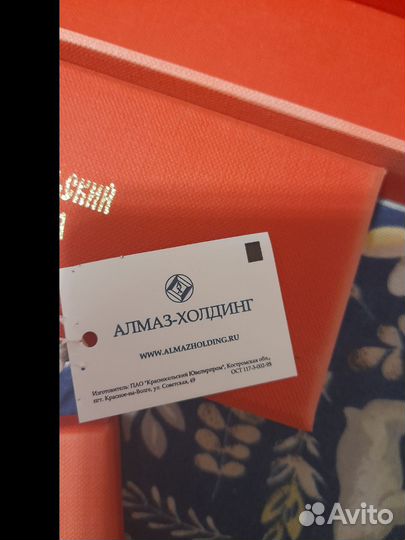 СКИЙ
АЛМАЗ-ХОЛДИНГ
WWW.ALMAZHOLDING.RU
Изготовитель: ПАО "Красносельский Ювелирпром", Костромская обл.,
пгт. Красное-на-Волге, ул. Советская, 49
ОСТ 117-3-002-95
Avito